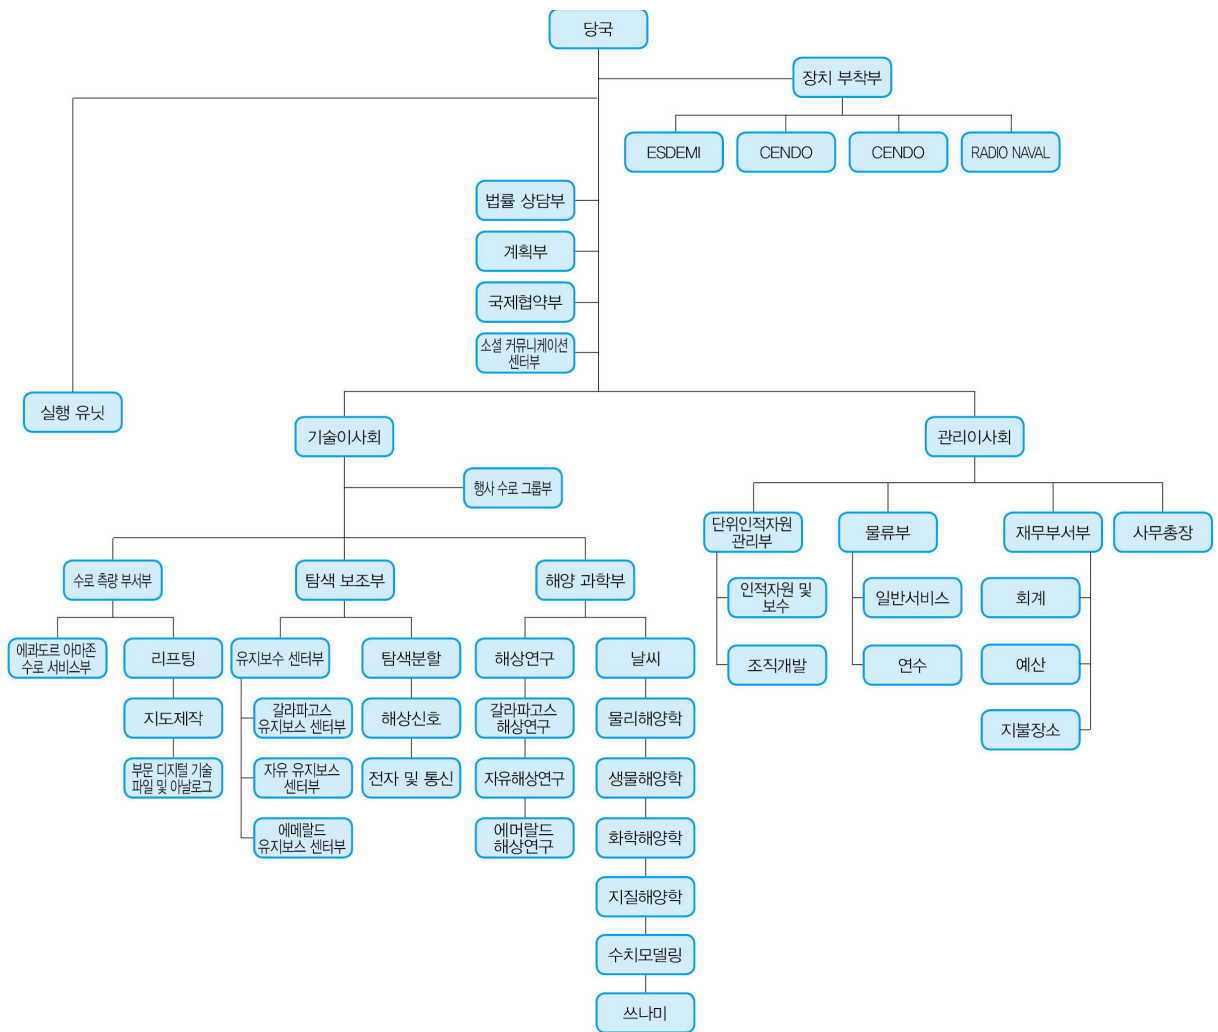 당국
장치 부착부
ESDEMI
CENDO
CENDO
RADIO NAVAL
법률 상담부
계획부
국제협약부
소셜 커뮤니케이션
센터부
실행 유닛
기술이사회
관리이사회
행사 수로 그룹부
단위인적자원
관리부
물류부
재무부서부
사무총장
수로 측량 부서부
탐색 보조부
해양 과학부
인적자원 및
보수
일반서비스
회계
에콰도르 아마존
수로 서비스부
리프팅
유지보수 센터부
탐색분할
해상연구
날씨
조직개발
연수
예산
지도제작
갈라파고스
유지보스 센터부
해상신호
갈라파고스
해상연구
물리해양학
지불장소
부문 디지털 기술
파일 및 아날로그
자유 유지보스
센터부
전자 및 통신
자유해상연구
생물해양학
에메랄드
유지보스 센터부
에머랄드
해상연구
화학해양학
지질해양학
수치모델링
쓰나미